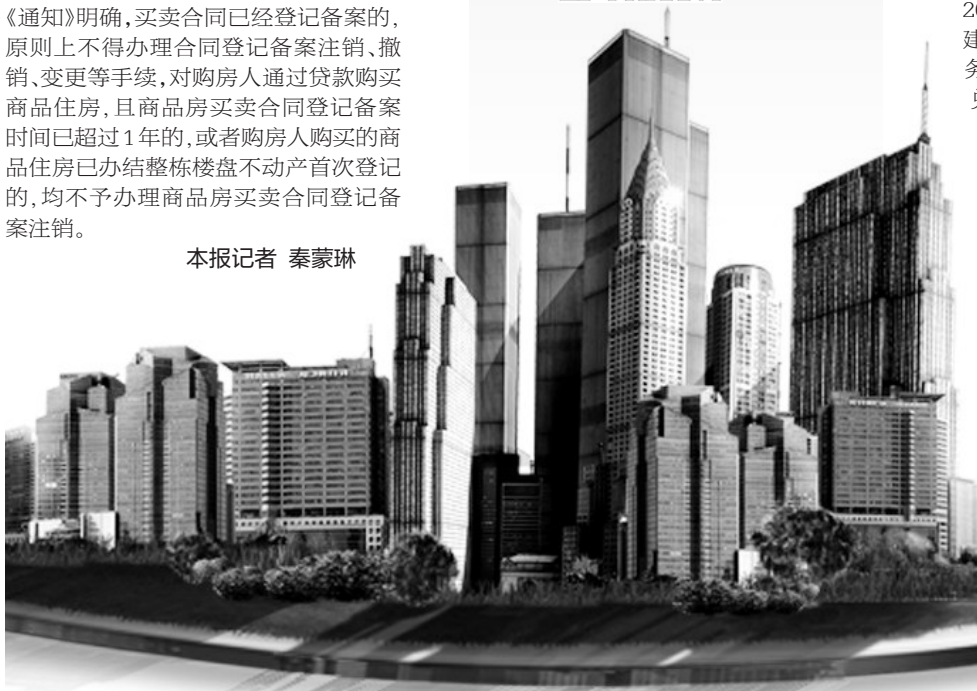 《通知》明确,买卖合同已经登记备案的,
原则上不得办理合同登记备案注销、撤
销、变更等手续,对购房人通过贷款购买
商品住房,且商品房买卖合同登记备案
时间已超过1年的,或者购房人购买的商
品住房已办结整栋楼盘不动产首次登记
的,均不予办理商品房买卖合同登记备
案注销。
本报记者 秦蒙琳
建